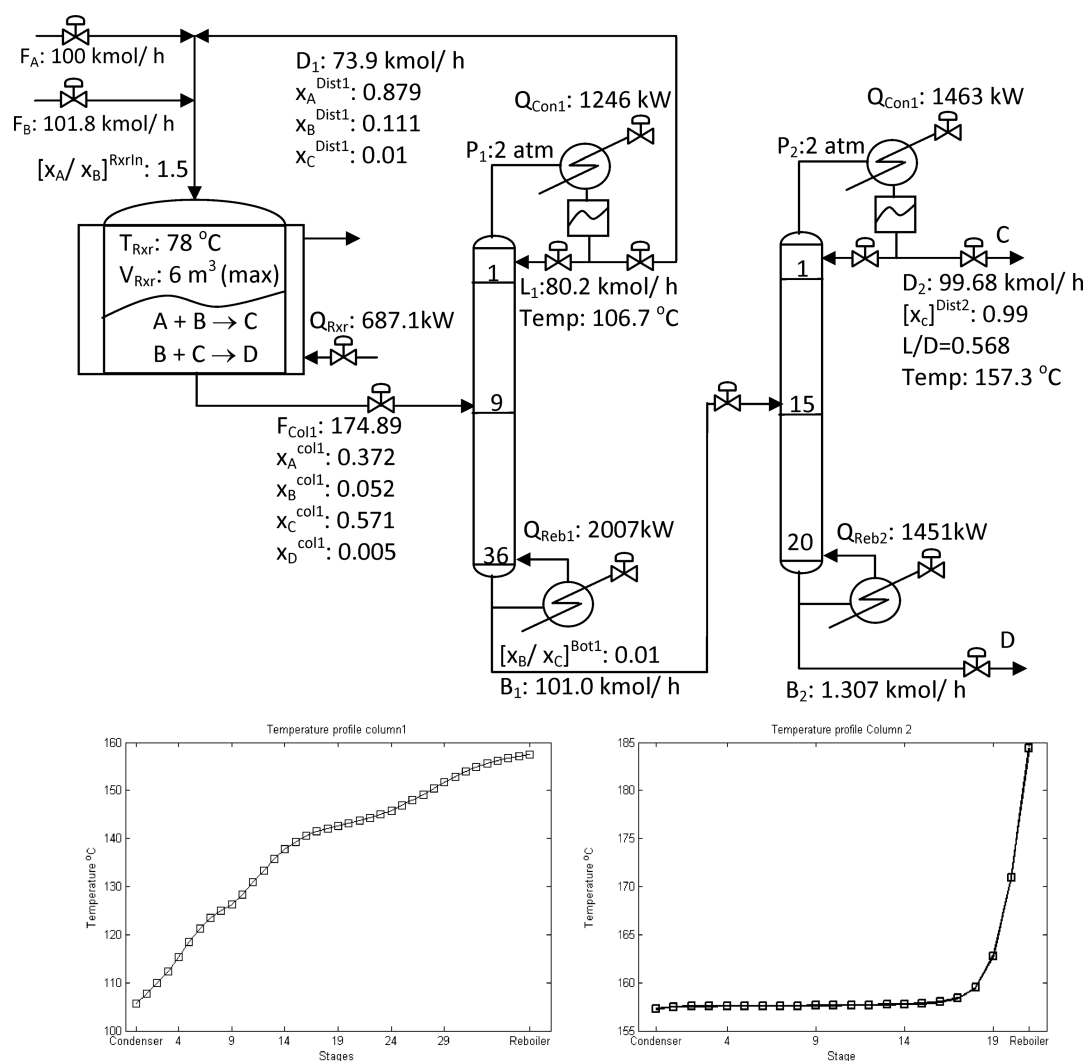 F_A: 100 kmol/ h
F_B: 101.8 kmol/ h
[x_A/ x_B]^RxrIn: 1.5
D_1: 73.9 kmol/ h
x_A^Dist1: 0.879
x_B^Dist1: 0.111
x_C^Dist1: 0.01
T_Rxr: 78 °C
V_Rxr: 6 m³ (max)
A + B → C
B + C → D
Q_Rxr: 687.1kW
F_Col1: 174.89
x_A^col1: 0.372
x_B^col1: 0.052
x_C^col1: 0.571
x_D^col1: 0.005
Q_Con1: 1246 kW
P_1:2 atm
1
L_1:80.2 kmol/ h
Temp: 106.7 °C
9
36
Q_Reb1: 2007kW
[x_B/ x_C]^Bot1: 0.01
B_1: 101.0 kmol/ h
Q_Con1: 1463 kW
P_2:2 atm
1
C
D_2: 99.68 kmol/ h
[x_c]^Dist2: 0.99
L/D=0.568
Temp: 157.3 °C
15
20
Q_Reb2: 1451kW
D
B_2: 1.307 kmol/ h
Temperature profile column1
160
150
140
130
120
110
100
Temperature °C
Condenser 4 9 14 19 24 29 Reboiler
Stages
Temperature profile Column 2
185
180
175
170
165
160
155
Temperature °C
Condenser 4 9 14 19 Reboiler
Stage